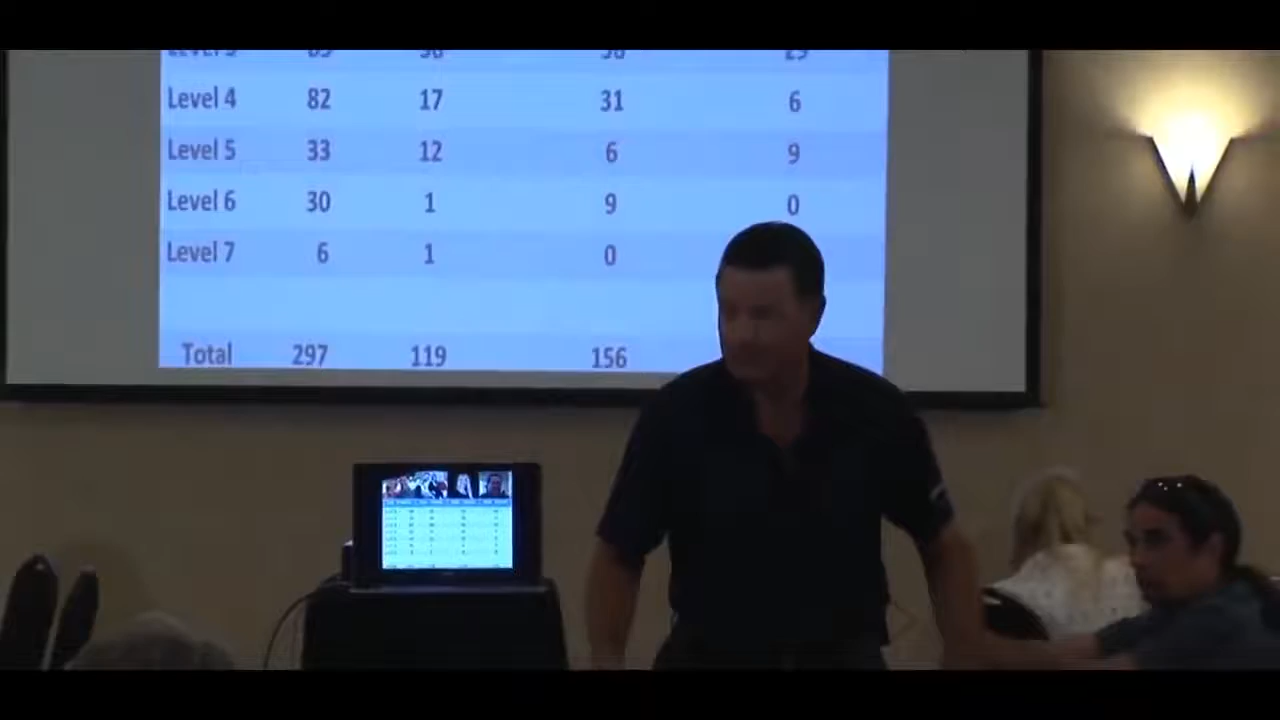 Level 4 82 17 31 6
Level 5 33 12 6 9
Level 6 30 1 9 0
Level 7 6 1 0
Total 297 119 156